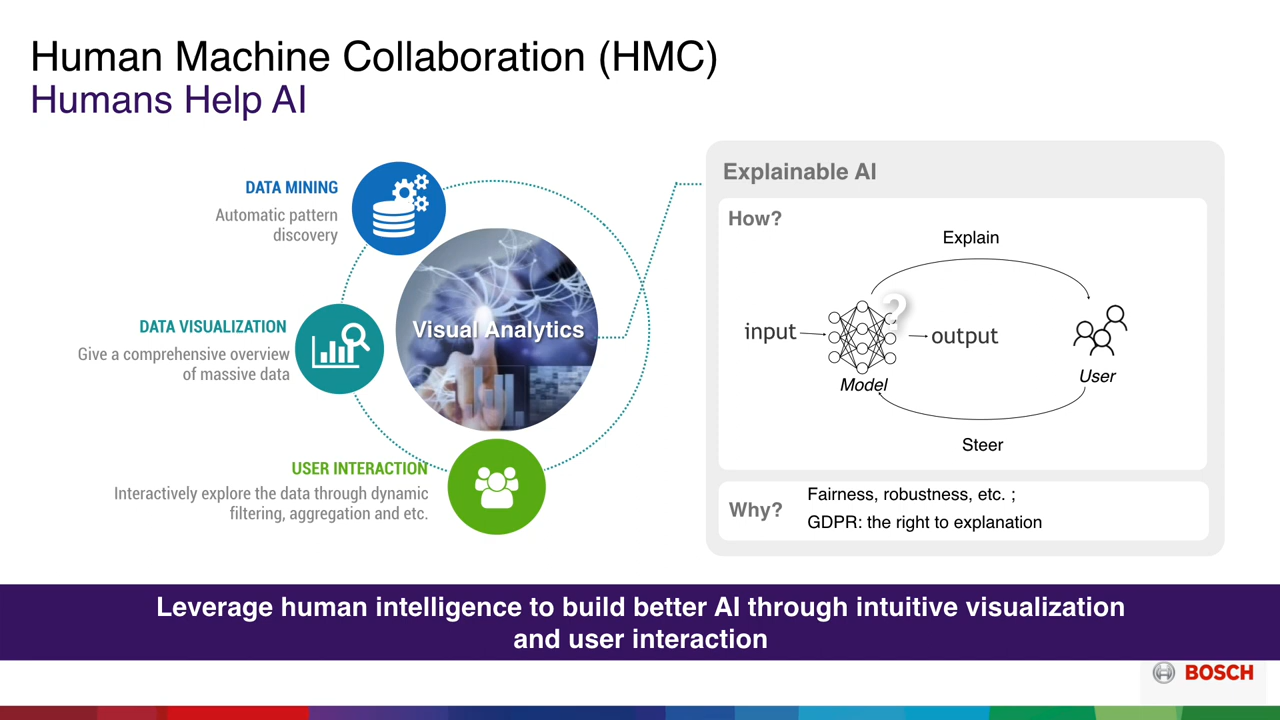 Human Machine Collaboration (HMC)
Humans Help AI
DATA MINING
Automatic pattern
discovery
DATA VISUALIZATION
Give a comprehensive overview
of massive data
USER INTERACTION
Interactively explore the data through dynamic
filtering, aggregation and etc.
Visual Analytics
Explainable AI
How?
Explain
?
input
output
Model
User
Steer
Why?
Fairness, robustness, etc. ;
GDPR: the right to explanation
Leverage human intelligence to build better AI through intuitive visualization
and user interaction
BOSCH